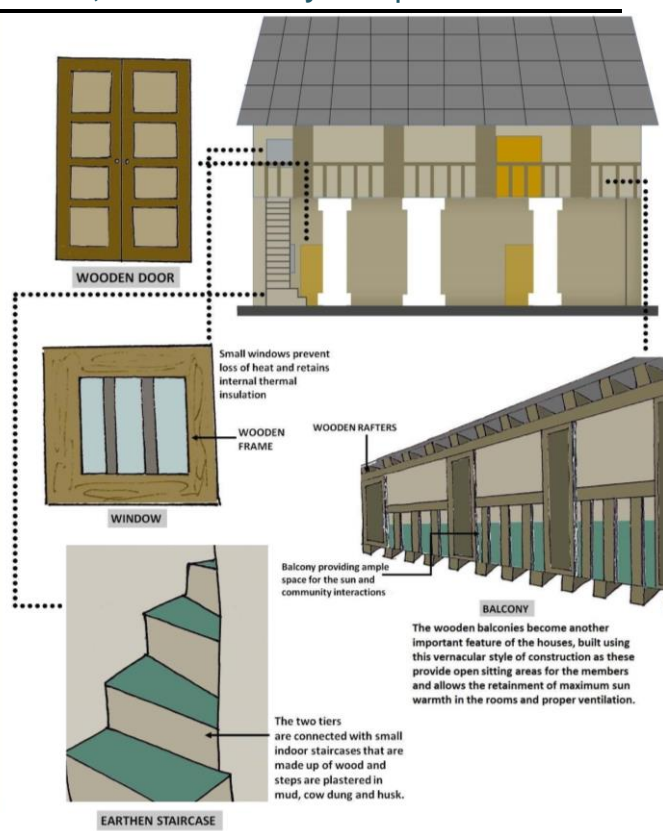 WOODEN DOOR
Small windows prevent
loss of heat and retains
internal thermal
insulation
WOODEN
FRAME
WINDOW
WOODEN RAFTERS
Balcony providing ample
space for the sun and
community interactions
BALCONY
The wooden balconies become another
important feature of the houses, built using
this vernacular style of construction as these
provide open sitting areas for the members
and allows the retainment of maximum sun
warmth in the rooms and proper ventilation.
The two tiers
are connected with small
indoor staircases that are
made up of wood and
steps are plastered in
mud, cow dung and husk.
EARTHEN STAIRCASE